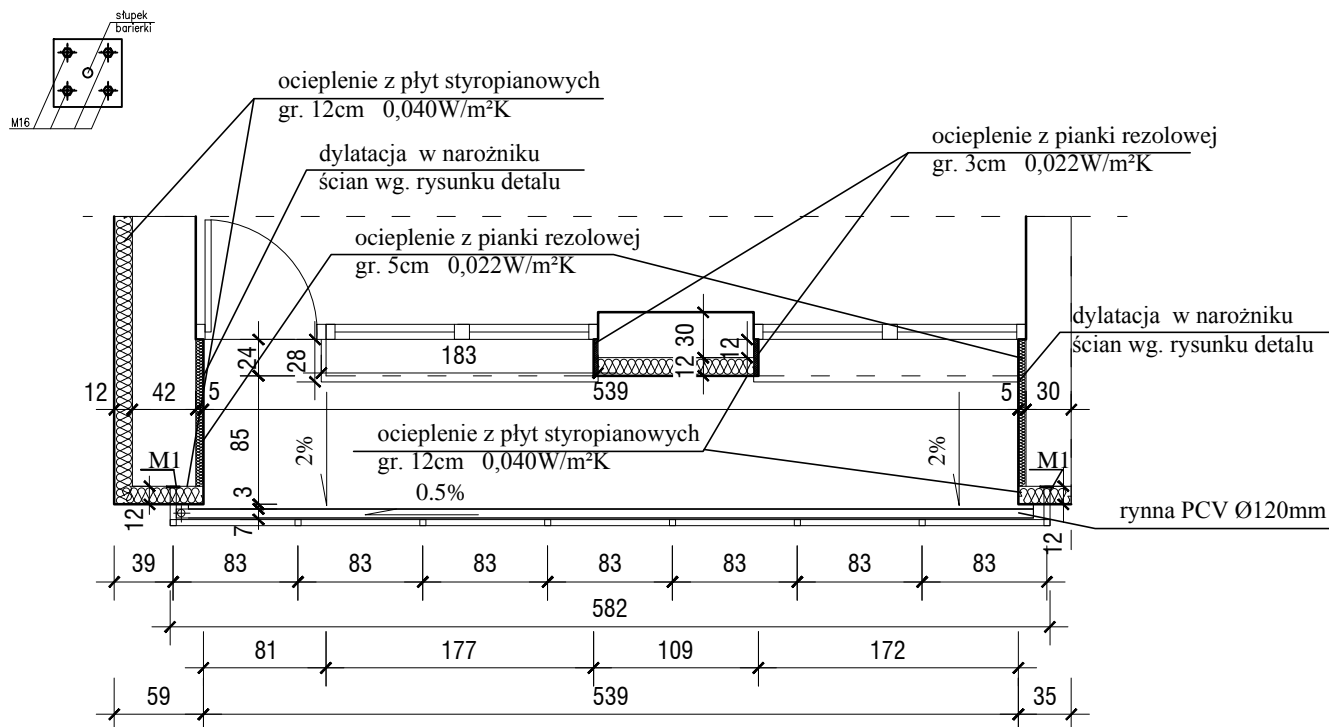 słupek
barierki
M16
ocieplenie z płyt styropianowych
gr. 12cm 0,040W/m²K
dylatacja w narożniku
ścian wg. rysunku detalu
ocieplenie z pianki rezolowej
gr. 3cm 0,022W/m²K
ocieplenie z pianki rezolowej
gr. 5cm 0,022W/m²K
dylatacja w narożniku
ścian wg. rysunku detalu
24
28
183
12
30
12
12
42
5
539
5
30
85
2%
ocieplenie z płyt styropianowych
gr. 12cm 0,040W/m²K
2%
M1
M1
3
0.5%
12
7
rynna PCV Ø120mm
12
39
83
83
83
83
83
83
83
582
81
177
109
172
59
539
35